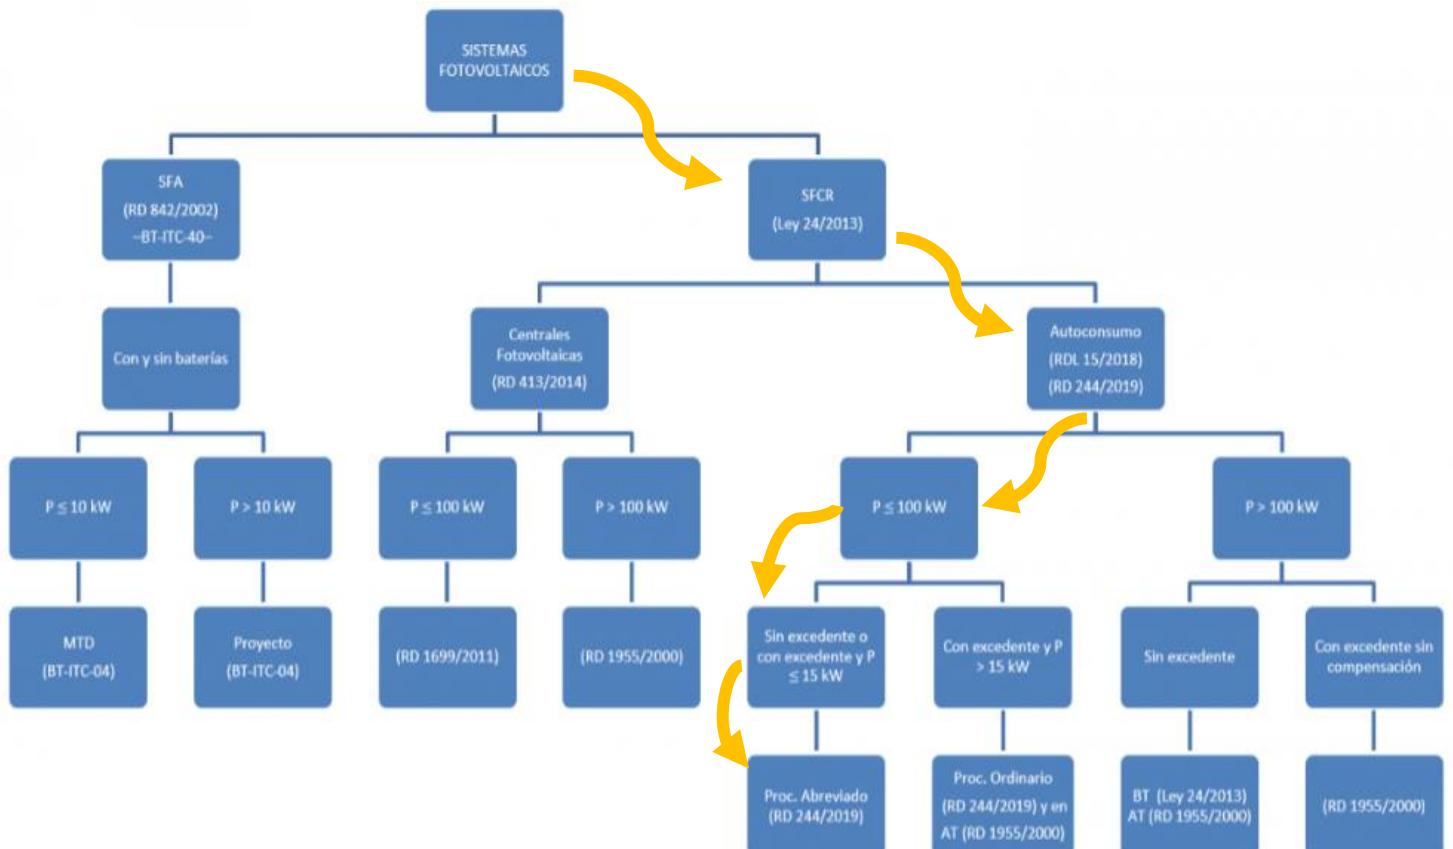 SISTEMAS
FOTOVOLTAICOS
SFA
(RD 842/2002)
–BT-ITC-40–
SFCR
(Ley 24/2013)
Con y sin baterías
Centrales
Fotovoltaicas
(RD 413/2014)
Autoconsumo
(RDL 15/2018)
(RD 244/2019)
P ≤ 10 kW
P > 10 kW
P ≤ 100 kW
P > 100 kW
P ≤ 100 kW
P > 100 kW
MTD
(BT-ITC-04)
Proyecto
(BT-ITC-04)
(RD 1699/2011)
(RD 1955/2000)
Sin excedente o
con excedente y P
≤ 15 kW
Con excedente y P
> 15 kW
Sin excedente
Con excedente sin
compensación
Proc. Abreviado
(RD 244/2019)
Proc. Ordinario
(RD 244/2019) y en
AT (RD 1955/2000)
BT (Ley 24/2013)
AT (RD 1955/2000)
(RD 1955/2000)